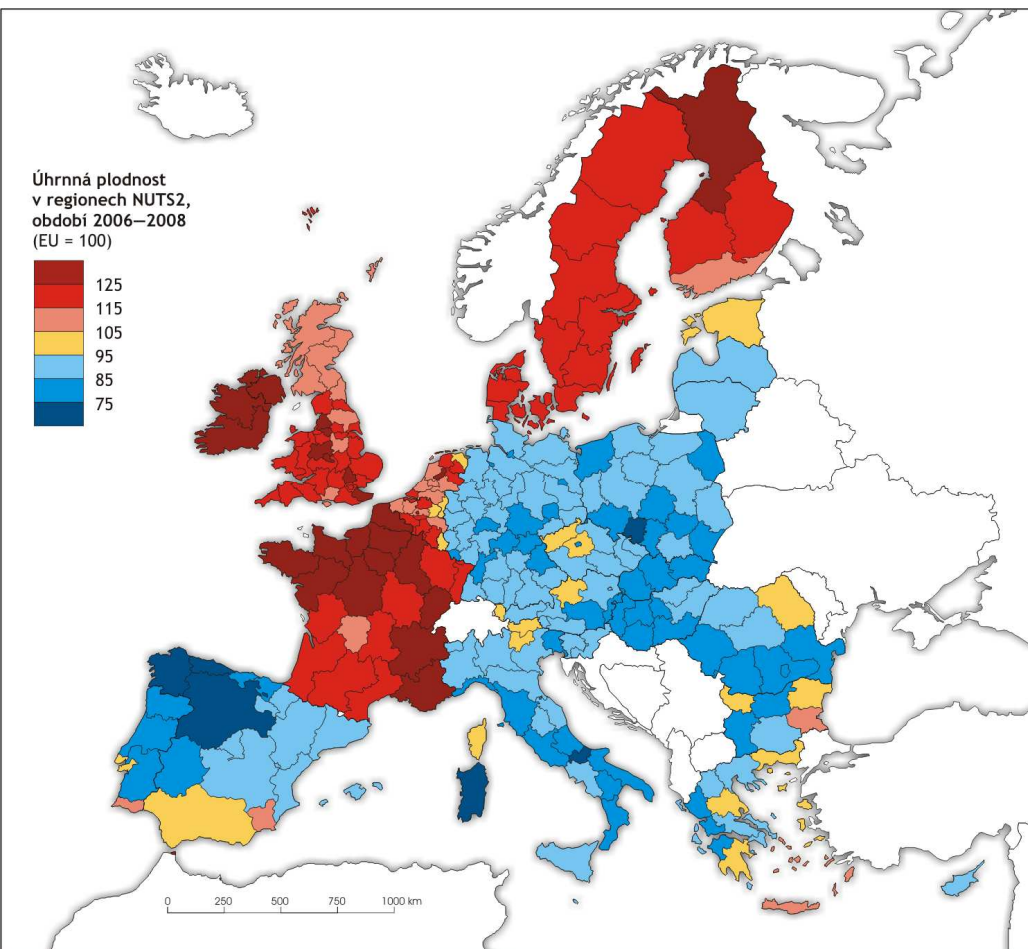 Úhrnná plodnost
v regionech NUTS2,
období 2006—2008
(EU = 100)
125
115
105
95
85
75
0 250 500 750 1000 km